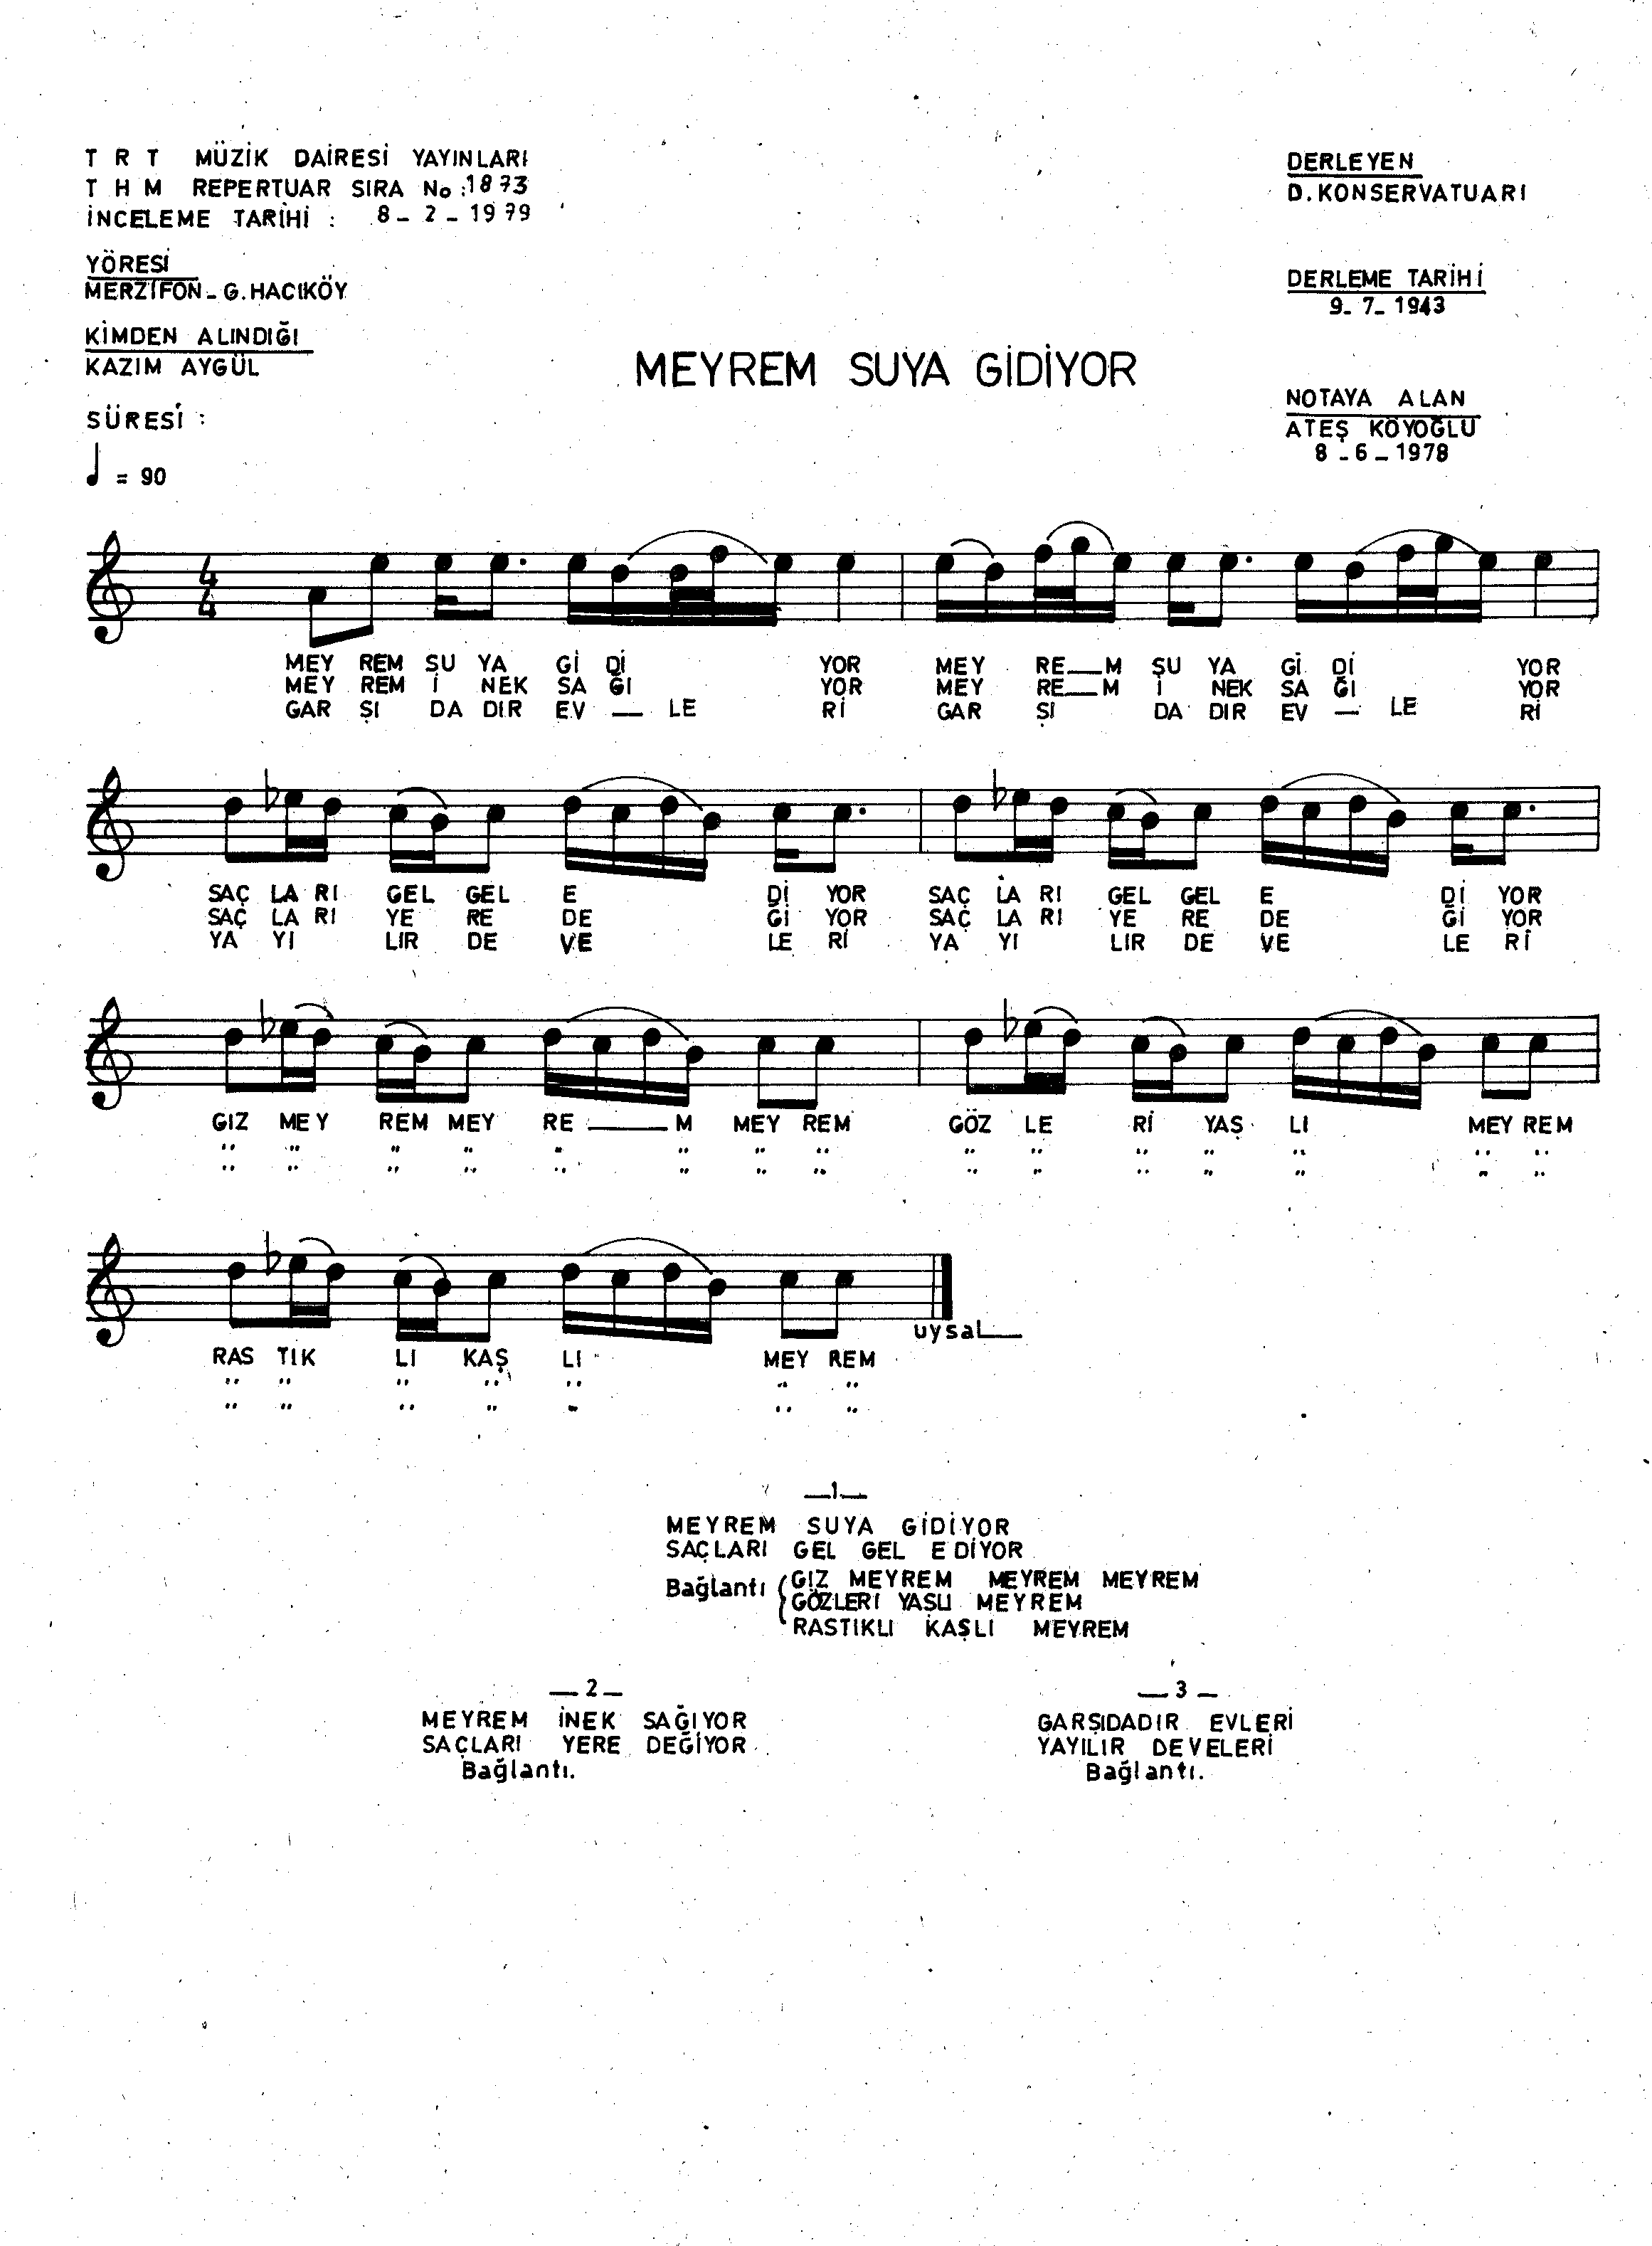 TRT MÜZİK DAİRESİ YAYINLARI
THM REPERTUAR SIRA No: 1873
İNCELEME TARİHİ : 8-2-1979
YÖRESİ
MERZİFON-G.HACIKÖY
KİMDEN ALINDIĞI
KAZIM AYGÜL
SÜRESİ :
= 90
DERLEYEN
D.KONSERVATUARI
DERLEME TARİHİ
9-7-1943
NOTAYA ALAN
ATEŞ KÖYOĞLU
8-6-1978
MEYREM SUYA GİDİYOR
4
4
MEY REM SU YA Gİ Dİ YOR MEY RE—M SU YA Gİ Dİ YOR
MEY REM İ NEK SA ĞI YOR MEY RE—M İ NEK SA ĞI YOR
GAR ŞI DA DIR EV — LE Rİ GAR ŞI DA DIR EV — LE Rİ
SAÇ LA RI GEL GEL E Dİ YOR SAÇ LA RI GEL GEL E Dİ YOR
SAÇ LA RI YE RE DE Ğİ YOR SAÇ LA RI YE RE DE Ğİ YOR
YA YI LIR DE VE LE Rİ YA YI LIR DE VE LE Rİ
GIZ MEY REM MEY RE—M MEY REM GÖZ LE Rİ YAŞ LI MEY REM
" " " " " " " " " " " " " " "
" " " " " " " " " " " " " " "
RAS TIK LI KAŞ LI MEY REM
" " " " " " "
" " " " " " "
uysal
—1—
MEYREM SUYA GİDİYOR
SAÇLARI GEL GEL EDİYOR
Bağlantı {GIZ MEYREM MEYREM MEYREM
GÖZLERİ YASLI MEYREM
RASTIKLI KAŞLI MEYREM
—2—
MEYREM İNEK SAĞIYOR
SAÇLARI YERE DEĞİYOR
Bağlantı.
—3—
GARŞIDADIR EVLERİ
YAYILIR DEVELERİ
Bağlantı.